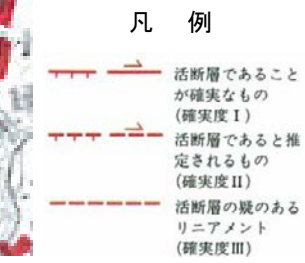 凡 例
活断層であること
が確実なもの
(確実度Ⅰ)
活断層であると推
定されるもの
(確実度Ⅱ)
活断層の疑のある
リニアメント
(確実度Ⅲ)